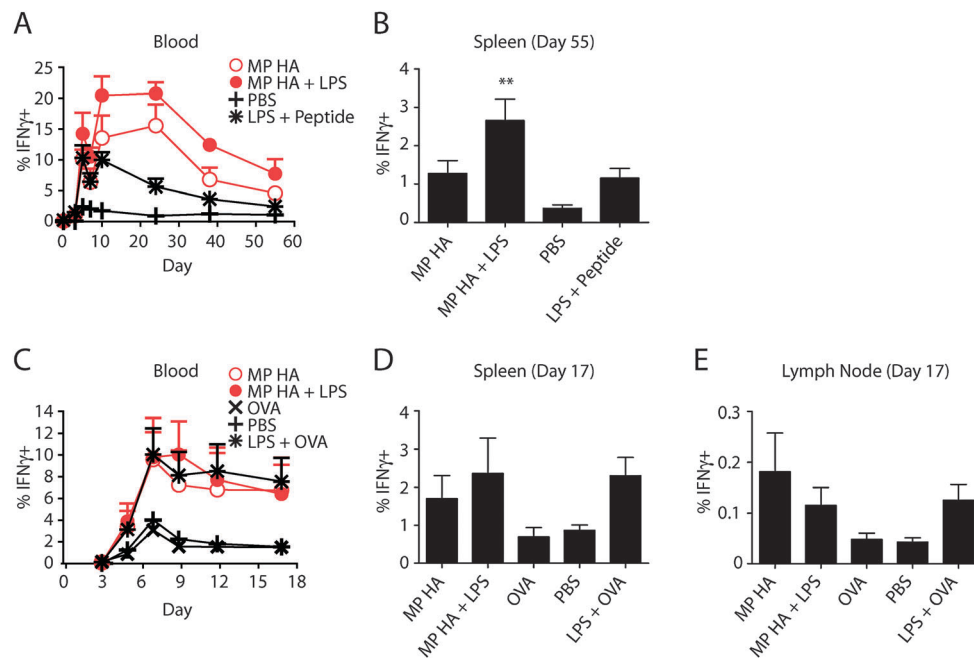 A
Blood
MP HA
MP HA + LPS
PBS
LPS + Peptide
% IFNγ+
25
20
15
10
5
0
0 10 20 30 40 50 60
Day
B
Spleen (Day 55)
**
% IFNγ+
4
3
2
1
0
MP HA
MP HA + LPS
PBS
LPS + Peptide
C
Blood
MP HA
MP HA + LPS
OVA
PBS
LPS + OVA
% IFNγ+
14
12
10
8
6
4
2
0
0 3 6 9 12 15 18
Day
D
Spleen (Day 17)
% IFNγ+
4
3
2
1
0
MP HA
MP HA + LPS
OVA
PBS
LPS + OVA
E
Lymph Node (Day 17)
% IFNγ+
0.3
0.2
0.1
0
MP HA
MP HA + LPS
OVA
PBS
LPS + OVA